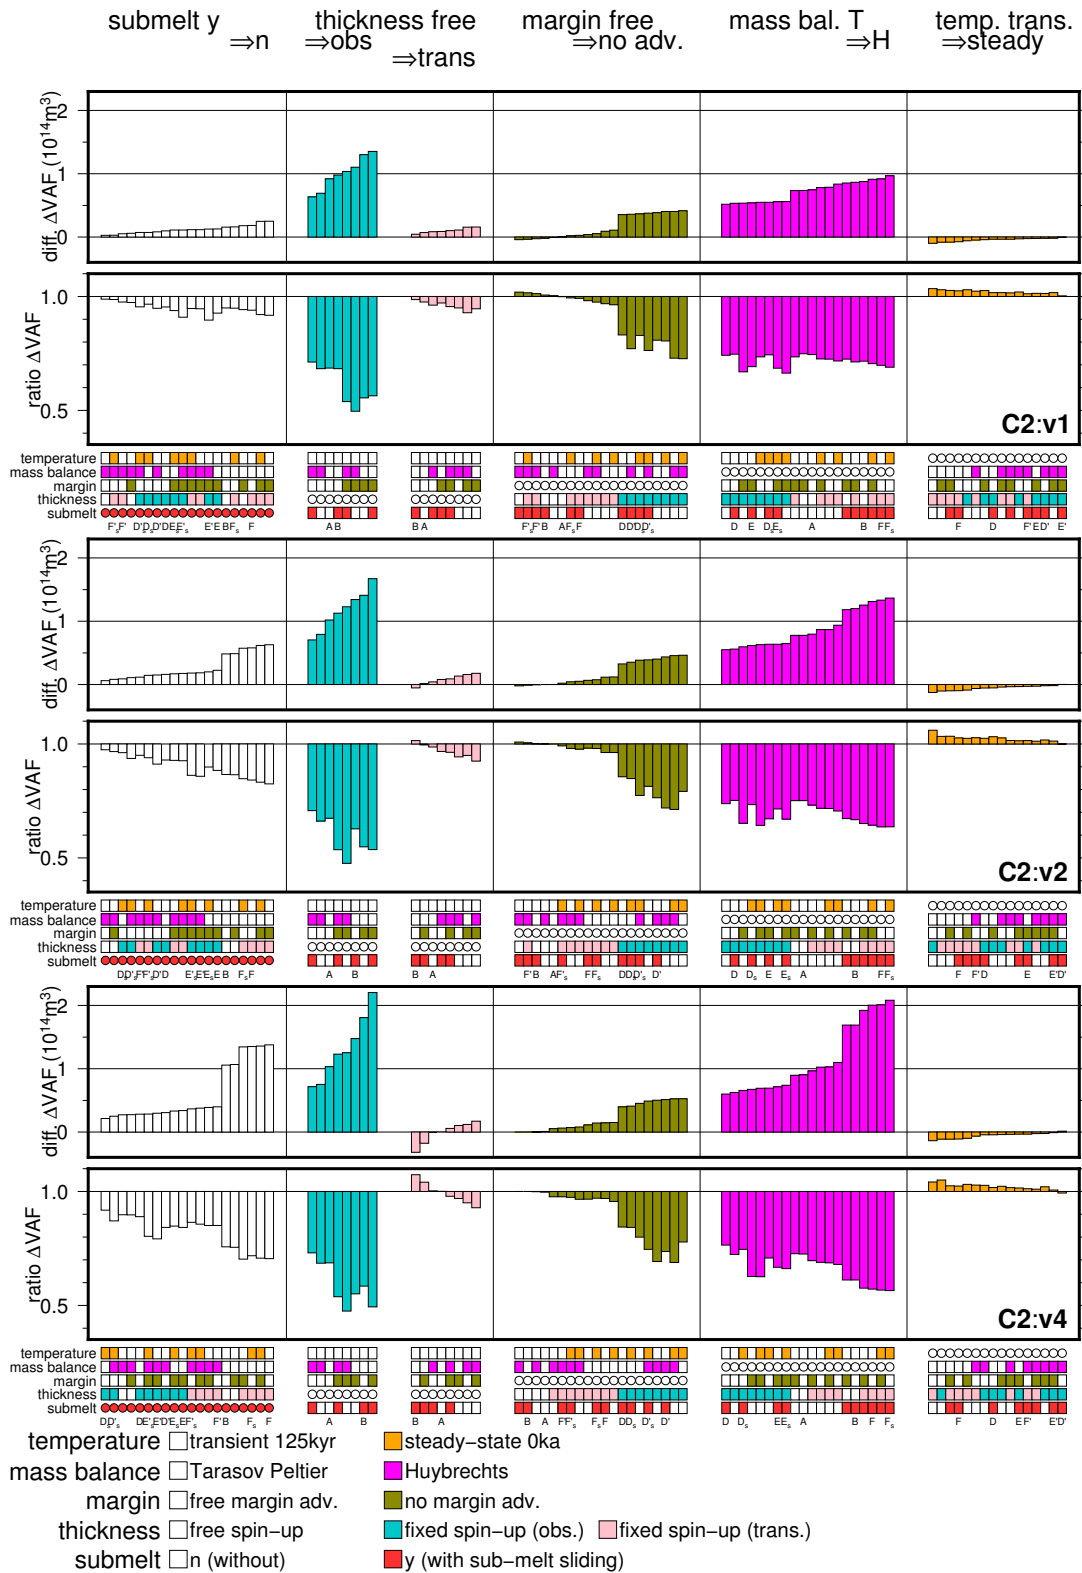 submelt y thickness free margin free mass bal. T temp. trans.
⇒n ⇒obs ⇒no adv. ⇒H ⇒steady
⇒trans
diff. ΔVAF (10¹⁴m³)
2
1
0
ratio ΔVAF
1.0
0.5
C2:v1
temperature
mass balance
margin
thickness
submelt
diff. ΔVAF (10¹⁴m³)
2
1
0
ratio ΔVAF
1.0
0.5
C2:v2
temperature
mass balance
margin
thickness
submelt
diff. ΔVAF (10¹⁴m³)
2
1
0
ratio ΔVAF
1.0
0.5
C2:v4
temperature
mass balance
margin
thickness
submelt
temperature transient 125kyr steady−state 0ka
mass balance Tarasov Peltier Huybrechts
margin free margin adv. no margin adv.
thickness free spin−up fixed spin−up (obs.) fixed spin−up (trans.)
submelt n (without) y (with sub−melt sliding)